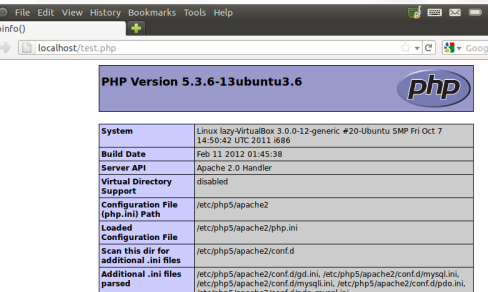 File Edit View History Bookmarks Tools Help
oinfo()
localhost/test.php
Goog
PHP Version 5.3.6-13ubuntu3.6
php
System Linux lazy-VirtualBox 3.0.0-12-generic #20-Ubuntu SMP Fri Oct 7
14:50:42 UTC 2011 i686
Build Date Feb 11 2012 01:45:38
Server API Apache 2.0 Handler
Virtual Directory
Support disabled
Configuration File
(php.ini) Path /etc/php5/apache2
Loaded
Configuration File /etc/php5/apache2/php.ini
Scan this dir for
additional .ini files /etc/php5/apache2/conf.d
Additional .ini files
parsed /etc/php5/apache2/conf.d/gd.ini, /etc/php5/apache2/conf.d/mysql.ini,
/etc/php5/apache2/conf.d/mysqli.ini, /etc/php5/apache2/conf.d/pdo.ini,